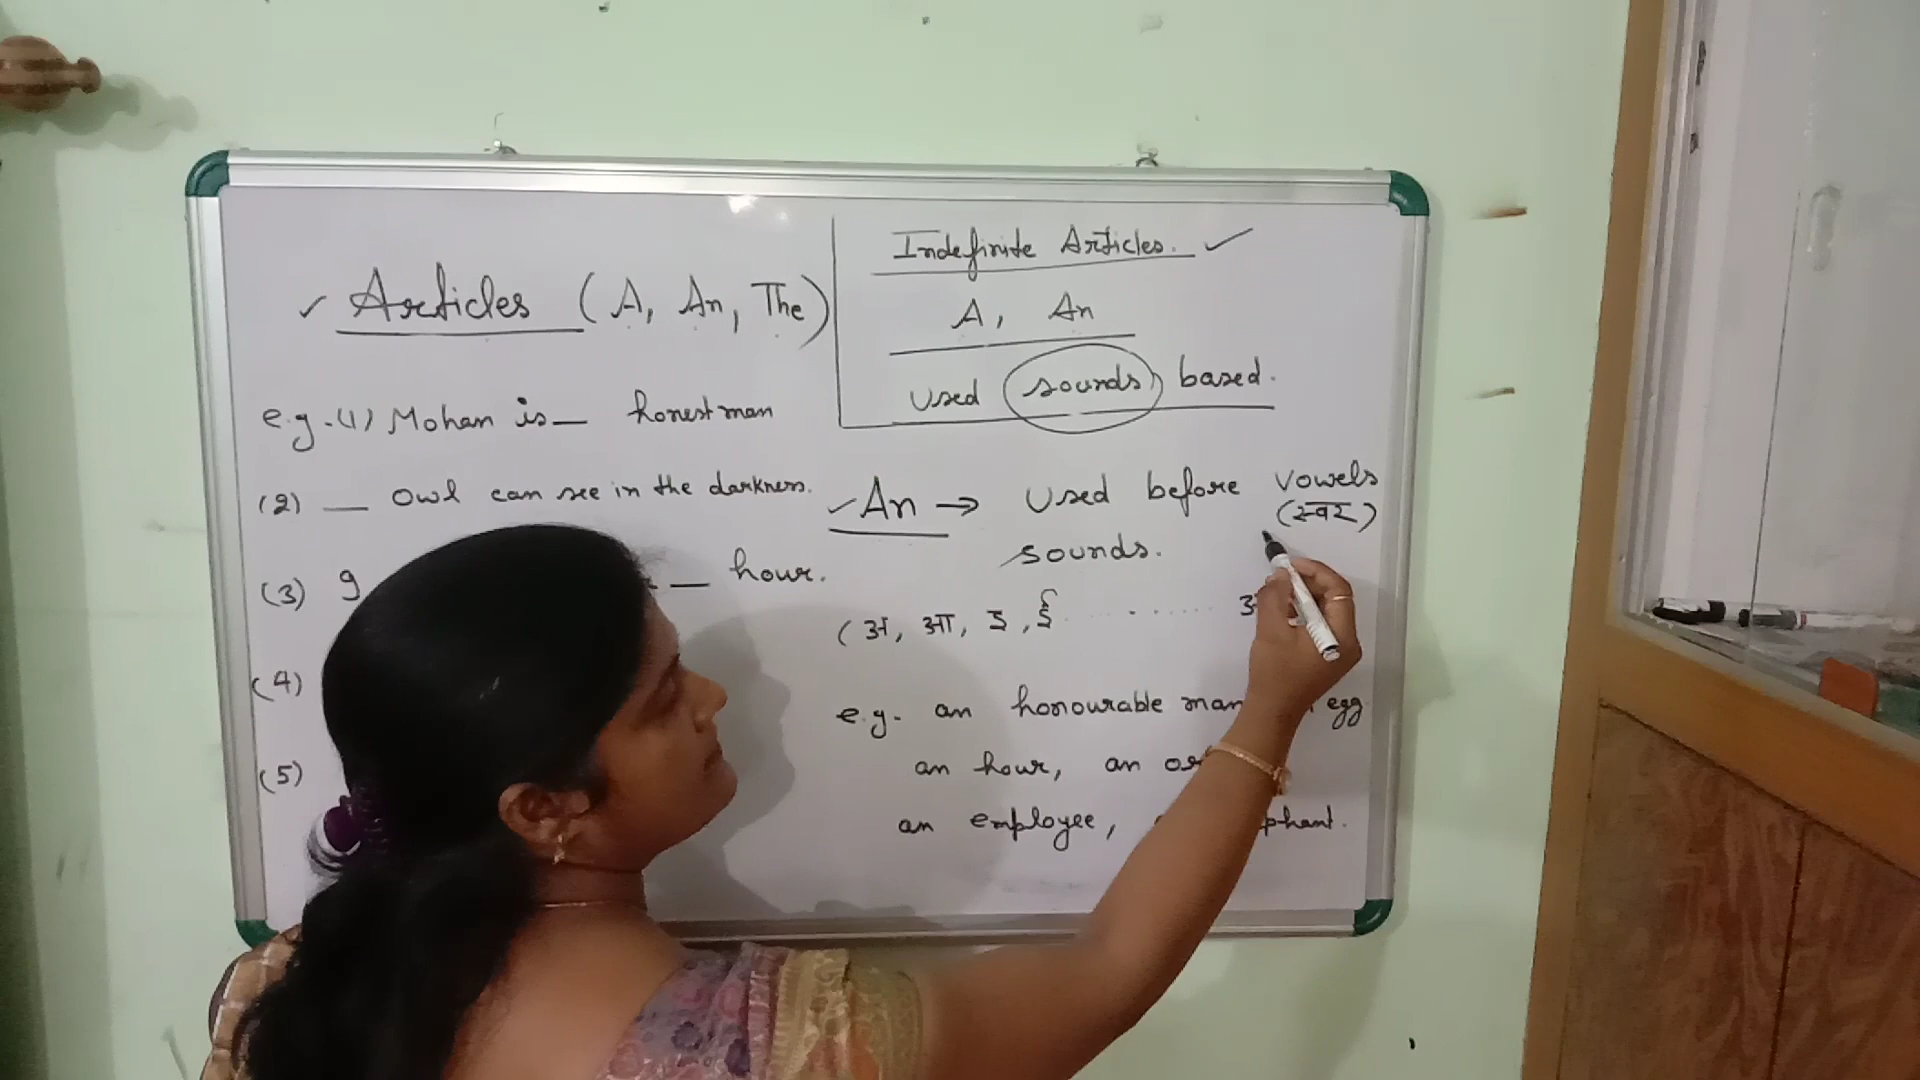 Articles (A, An, The)
e.g. (1) Mohan is __ honest man
(2) __ Owl can see in the darkness.
(3) 9 __ hour.
(4)
(5)
Indefinite Articles.
A, An
Used sounds based.
An → Used before vowels
(स्वर)
sounds.
(अ, आ, इ, ई ..........
e.g. an honourable man egg
an hour, an
an employee,